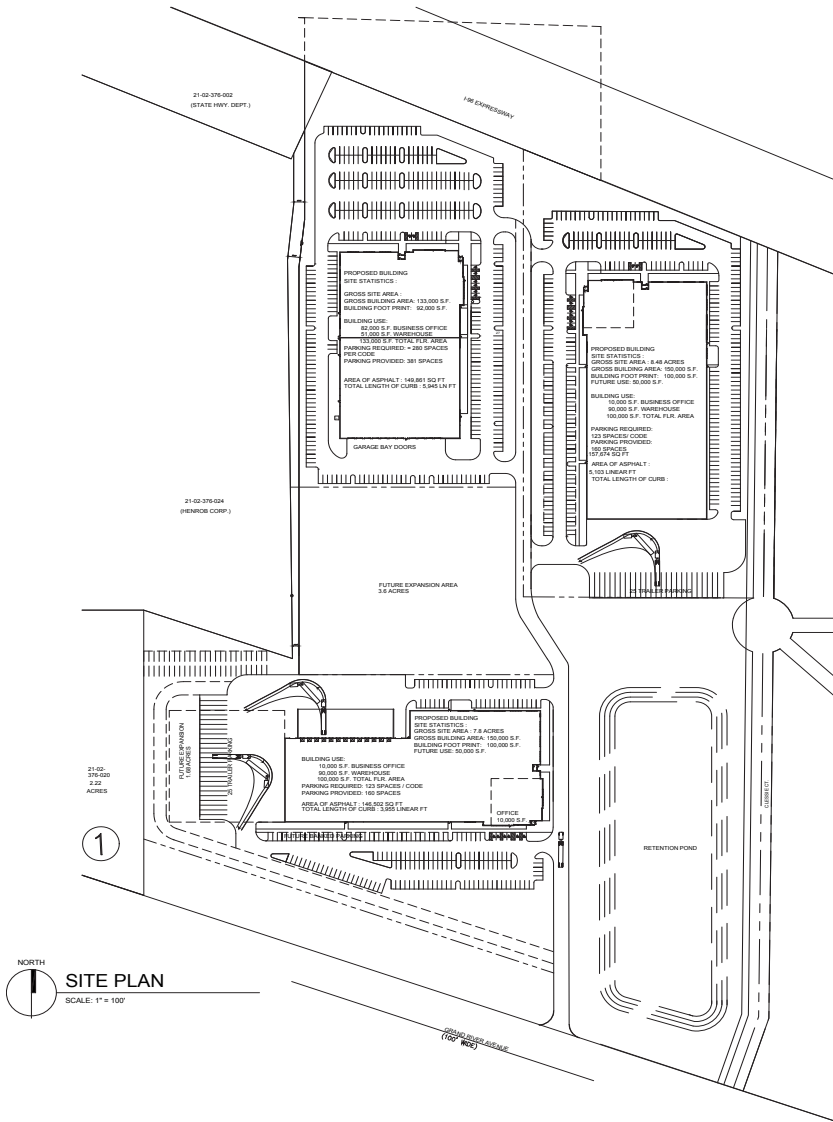 21-02-376-002
(STATE HWY. DEPT.)
I-96 EXPRESSWAY
PROPOSED BUILDING
SITE STATISTICS :
GROSS SITE AREA :
GROSS BUILDING AREA: 133,000 S.F.
BUILDING FOOT PRINT: 92,000 S.F.
BUILDING USE:
82,000 S.F. BUSINESS OFFICE
51,000 S.F. WAREHOUSE
133,000 S.F. TOTAL FLR. AREA
PARKING REQUIRED: = 280 SPACES
PER CODE
PARKING PROVIDED: 381 SPACES
AREA OF ASPHALT : 149,861 SQ FT
TOTAL LENGTH OF CURB : 5,945 LN FT
GARAGE BAY DOORS
PROPOSED BUILDING
SITE STATISTICS :
GROSS SITE AREA : 8.48 ACRES
GROSS BUILDING AREA: 150,000 S.F.
BUILDING FOOT PRINT: 100,000 S.F.
FUTURE USE: 50,000 S.F.
BUILDING USE:
10,000 S.F. BUSINESS OFFICE
90,000 S.F. WAREHOUSE
100,000 S.F. TOTAL FLR. AREA
PARKING REQUIRED:
123 SPACES/ CODE
PARKING PROVIDED:
160 SPACES
157,674 SQ FT
AREA OF ASPHALT :
5,103 LINEAR FT
TOTAL LENGTH OF CURB :
21-02-376-024
(HENROB CORP.)
FUTURE EXPANSION AREA
3.6 ACRES
25 TRAILER PARKING
FUTURE EXPANSION
1.69 ACRES
25 TRAILER PARKING
PROPOSED BUILDING
SITE STATISTICS :
GROSS SITE AREA : 7.8 ACRES
GROSS BUILDING AREA: 150,000 S.F.
BUILDING FOOT PRINT: 100,000 S.F.
FUTURE USE: 50,000 S.F.
BUILDING USE:
10,000 S.F. BUSINESS OFFICE
90,000 S.F. WAREHOUSE
100,000 S.F. TOTAL FLR. AREA
PARKING REQUIRED: 123 SPACES / CODE
PARKING PROVIDED: 160 SPACES
AREA OF ASPHALT : 146,502 SQ FT
TOTAL LENGTH OF CURB : 3,955 LINEAR FT
OFFICE
10,000 S.F.
FUTURE BANKED PARKING
21-02-
376-020
2.22
ACRES
1
RETENTION POND
NORTH
SITE PLAN
SCALE: 1" = 100'
GRAND RIVER AVENUE
(100' WIDE)